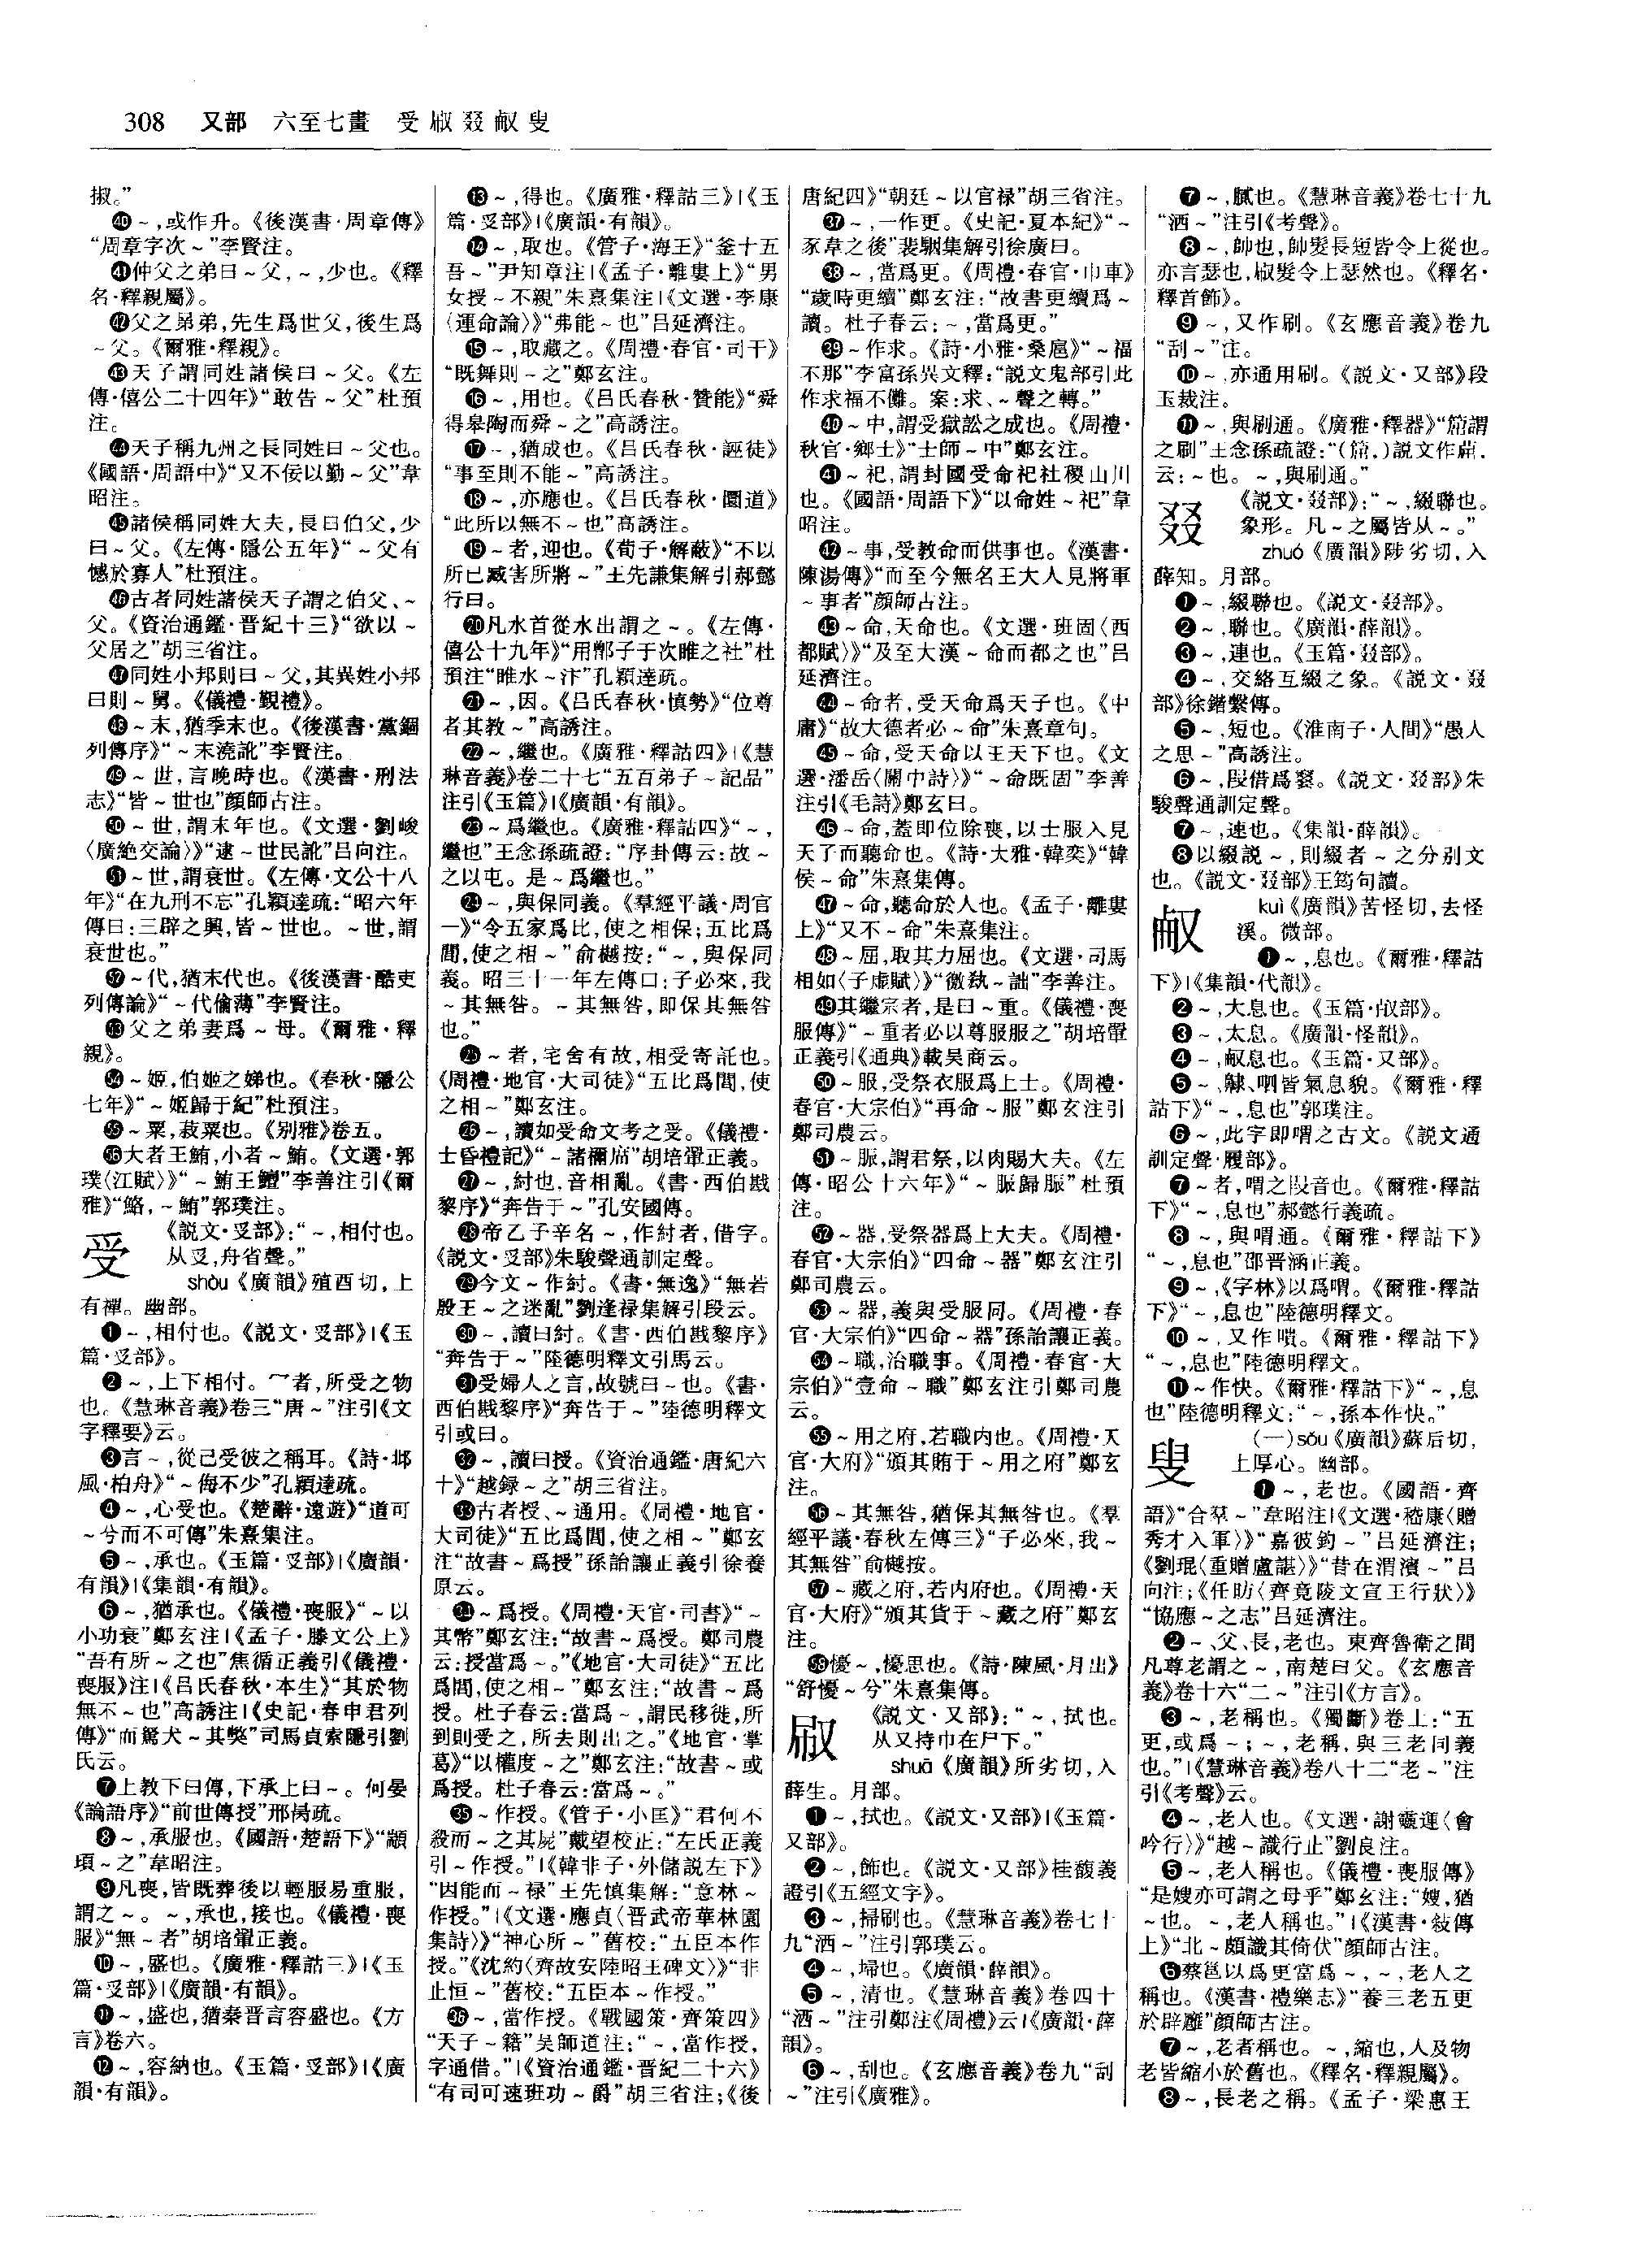 308 又部 六至七畫 受㕞叕㕟叟
掓。”
㊵～,或作升。《後漢書·周章傳》
“周章字次～”李賢注。
㊶仲父之弟曰～父,～,少也。《釋
名·釋親屬》。
㊷父之晜弟,先生爲世父,後生爲
～父。《爾雅·釋親》。
㊸天子謂同姓諸侯曰～父。《左
傳·僖公二十四年》“敢告～父”杜預
注。
㊹天子稱九州之長同姓曰～父也。
《國語·周語中》“又不佞以勤～父”韋
昭注。
㊺諸侯稱同姓大夫,長曰伯父,少
曰～父。《左傳·隱公五年》“～父有
憾於寡人”杜預注。
㊻古者同姓諸侯天子謂之伯父、～
父。《資治通鑑·晋紀十三》“欲以～
父居之”胡三省注。
㊼同姓小邦則曰～父,其異姓小邦
曰則～舅。《儀禮·覲禮》。
㊽～末,猶季末也。《後漢書·黨錮
列傳序》“～末澆訛”李賢注。
㊾～世,言晚時也。《漢書·刑法
志》“皆～世也”顔師古注。
㊿～世,謂末年也。《文選·劉峻
〈廣絶交論〉》“逮～世民訛”吕向注。
51～世,謂衰世。《左傳·文公十八
年》“在九刑不忘”孔穎達疏:“昭六年
傳曰:三辟之興,皆～世也。～世,謂
衰世也。”
52～代,猶末代也。《後漢書·酷吏
列傳論》“～代偷薄”李賢注。
53父之弟妻爲～母。《爾雅·釋
親》。
54～姬,伯姬之娣也。《春秋·隱公
七年》“～姬歸于紀”杜預注。
55～粟,菽粟也。《别雅》卷五。
56大者王鮪,小者～鮪。《文選·郭
璞〈江賦〉》“～鮪王鱣”李善注引《爾
雅》“鮥,～鮪”郭璞注。
受 《説文·𠬪部》:“～,相付也。
从𠬪,舟省聲。”
shòu《廣韻》殖酉切,上
有禪。幽部。
❶～,相付也。《説文·𠬪部》|《玉
篇·𠬪部》。
❷～,上下相付。爫者,所受之物
也。《慧琳音義》卷三“唐～”注引《文
字釋要》云。
❸言～,從己受彼之稱耳。《詩·邶
風·柏舟》“～侮不少”孔穎達疏。
❹～,心受也。《楚辭·遠遊》“道可
～兮而不可傳”朱熹集注。
❺～,承也。《玉篇·𠬪部》|《廣韻·
有韻》|《集韻·有韻》。
❻～,猶承也。《儀禮·喪服》“～以
小功衰”鄭玄注|《孟子·滕文公上》
“吾有所～之也”焦循正義引《儀禮·
喪服》注|《吕氏春秋·本生》“其於物
無不～也”高誘注|《史記·春申君列
傳》“而駑犬～其獘”司馬貞索隱引劉
氏云。
❼上教下曰傳,下承上曰～。何晏
《論語序》“前世傳授”邢昺疏。
❽～,承服也。《國語·楚語下》“顓
頊～之”韋昭注。
❾凡喪,皆既葬後以輕服易重服,
謂之～。～,承也,接也。《儀禮·喪
服》“無～者”胡培翬正義。
❿～,盛也。《廣雅·釋詁三》|《玉
篇·𠬪部》|《廣韻·有韻》。
⓫～,盛也,猶秦晋言容盛也。《方
言》卷六。
⓬～,容納也。《玉篇·𠬪部》|《廣
韻·有韻》。
⓭～,得也。《廣雅·釋詁三》|《玉
篇·𠬪部》|《廣韻·有韻》。
⓮～,取也。《管子·海王》“釜十五
吾～”尹知章注|《孟子·離婁上》“男
女授～不親”朱熹集注|《文選·李康
〈運命論〉》“弗能～也”吕延濟注。
⓯～,取藏之。《周禮·春官·司干》
“既舞則～之”鄭玄注。
⓰～,用也。《吕氏春秋·贊能》“舜
得皋陶而舜～之”高誘注。
⓱～,猶成也。《吕氏春秋·誣徒》
“事至則不能～”高誘注。
⓲～,亦應也。《吕氏春秋·圜道》
“此所以無不～也”高誘注。
⓳～者,迎也。《荀子·解蔽》“不以
所已臧害所將～”王先謙集解引郝懿
行曰。
⓴凡水首從水出謂之～。《左傳·
僖公十九年》“用鄫子于次睢之社”杜
預注“睢水～汴”孔穎達疏。
㉑～,因。《吕氏春秋·慎勢》“位尊
者其教～”高誘注。
㉒～,繼也。《廣雅·釋詁四》|《慧
琳音義》卷二十七“五百弟子～記品”
注引《玉篇》|《廣韻·有韻》。
㉓～爲繼也。《廣雅·釋詁四》“～,
繼也”王念孫疏證:“序卦傳云:故～
之以屯。是～爲繼也。”
㉔～,與保同義。《羣經平議·周官
一》“令五家爲比,使之相保;五比爲
閭,使之相～”俞樾按:“～,與保同
義。昭三十一年左傳曰:子必來,我
～其無咎。～其無咎,即保其無咎
也。”
㉕～者,宅舍有故,相受寄託也。
《周禮·地官·大司徒》“五比爲閭,使
之相～”鄭玄注。
㉖～,讀如受命文考之受。《儀禮·
士昏禮記》“～諸禰廟”胡培翬正義。
㉗～,紂也,音相亂。《書·西伯戡
黎序》“奔告于～”孔安國傳。
㉘帝乙子辛名～,作紂者,借字。
《説文·𠬪部》朱駿聲通訓定聲。
㉙今文～作紂。《書·無逸》“無若
殷王～之迷亂”劉逢禄集解引段云。
㉚～,讀曰紂。《書·西伯戡黎序》
“奔告于～”陸德明釋文引馬云。
㉛受婦人之言,故號曰～也。《書·
西伯戡黎序》“奔告于～”陸德明釋文
引或曰。
㉜～,讀曰授。《資治通鑑·唐紀六
十》“越録～之”胡三省注。
㉝古者授、～通用。《周禮·地官·
大司徒》“五比爲閭,使之相～”鄭玄
注“故書～爲授”孫詒讓正義引徐養
原云。
㉞～爲授。《周禮·天官·司書》“～
其幣”鄭玄注:“故書～爲授。鄭司農
云:授當爲～。”《地官·大司徒》“五比
爲閭,使之相～”鄭玄注:“故書～爲
授。杜子春云:當爲～,謂民移徙,所
到則受之,所去則出之。”《地官·掌
葛》“以權度～之”鄭玄注:“故書～或
爲授。杜子春云:當爲～。”
㉟～作授。《管子·小匡》“君何不
殺而～之其屍”戴望校正:“左氏正義
引～作授。”|《韓非子·外儲説左下》
“因能而～禄”王先慎集解:“意林～
作授。”|《文選·應貞〈晋武帝華林園
集詩〉》“神心所～”舊校:“五臣本作
授。”《沈約〈齊故安陸昭王碑文〉》“非
止恒～”舊校:“五臣本～作授。”
㊱～,當作授。《戰國策·齊策四》
“天子～籍”吴師道注:“～,當作授,
字通借。”|《資治通鑑·晋紀二十六》
“有司可速班功～爵”胡三省注;《後
唐紀四》“朝廷～以官禄”胡三省注。
㊲～,一作更。《史記·夏本紀》“～
豕韋之後”裴駰集解引徐廣曰。
㊳～,當爲更。《周禮·春官·巾車》
“歲時更續”鄭玄注:“故書更續爲～
讀。杜子春云:～,當爲更。”
㊴～作求。《詩·小雅·桑扈》“～福
不那”李富孫異文釋:“説文鬼部引此
作求福不儺。案:求、～聲之轉。”
㊵～中,謂受獄訟之成也。《周禮·
秋官·鄉士》“士師～中”鄭玄注。
㊶～祀,謂封國受命祀社稷山川
也。《國語·周語下》“以命姓～祀”韋
昭注。
㊷～事,受教命而供事也。《漢書·
陳湯傳》“而至今無名王大人見將軍
～事者”顔師古注。
㊸～命,天命也。《文選·班固〈西
都賦〉》“及至大漢～命而都之也”吕
延濟注。
㊹～命者,受天命爲天子也。《中
庸》“故大德者必～命”朱熹章句。
㊺～命,受天命以王天下也。《文
選·潘岳〈關中詩〉》“～命既固”李善
注引《毛詩》鄭玄曰。
㊻～命,蓋即位除喪,以士服入見
天子而聽命也。《詩·大雅·韓奕》“韓
侯～命”朱熹集傳。
㊼～命,聽命於人也。《孟子·離婁
上》“又不～命”朱熹集注。
㊽～屈,取其力屈也。《文選·司馬
相如〈子虚賦〉》“徼𠊭～詘”李善注。
㊾其繼宗者,是曰～重。《儀禮·喪
服傳》“～重者必以尊服服之”胡培翬
正義引《通典》載吴商云。
㊿～服,受祭衣服爲上士。《周禮·
春官·大宗伯》“再命～服”鄭玄注引
鄭司農云。
51～脤,謂君祭,以肉賜大夫。《左
傳·昭公十六年》“～脤歸脤”杜預
注。
52～器,受祭器爲上大夫。《周禮·
春官·大宗伯》“四命～器”鄭玄注引
鄭司農云。
53～器,義與受服同。《周禮·春
官·大宗伯》“四命～器”孫詒讓正義。
54～職,治職事。《周禮·春官·大
宗伯》“壹命～職”鄭玄注引鄭司農
云。
55～用之府,若職内也。《周禮·天
官·大府》“頒其賄于～用之府”鄭玄
注。
56～其無咎,猶保其無咎也。《羣
經平議·春秋左傳三》“子必來,我～
其無咎”俞樾按。
57～藏之府,若内府也。《周禮·天
官·大府》“頒其貨于～藏之府”鄭玄
注。
58慢～,憂思也。《詩·陳風·月出》
“舒慢～兮”朱熹集傳。
㕞 《説文·又部》:“～,拭也。
从又持巾在尸下。”
shuā《廣韻》所劣切,入
薛生。月部。
❶～,拭也。《説文·又部》|《玉篇·
又部》。
❷～,飾也。《説文·又部》桂馥義
證引《五經文字》。
❸～,掃刷也。《慧琳音義》卷七十
九“洒～”注引郭璞云。
❹～,埽也。《廣韻·薛韻》。
❺～,清也。《慧琳音義》卷四十
“洒～”注引鄭注《周禮》云|《廣韻·薛
韻》。
❻～,刮也。《玄應音義》卷九“刮
～”注引《廣雅》。
❼～,膩也。《慧琳音義》卷七十九
“洒～”注引《考聲》。
❽～,帥也,帥髮長短皆令上從也。
亦言瑟也,㕞髮令上瑟然也。《釋名·
釋首飾》。
❾～,又作刷。《玄應音義》卷九
“刮～”注。
❿～,亦通用刷。《説文·又部》段
玉裁注。
⓫～,與刷通。《廣雅·釋器》“䈼謂
之刷”王念孫疏證:“(䈼,)説文作荔,
云:～也。～,與刷通。”
叕 《説文·叕部》:“～,綴聯也。
象形。凡～之屬皆从～。”
zhuó《廣韻》陟劣切,入
薛知。月部。
❶～,綴聯也。《説文·叕部》。
❷～,聯也。《廣韻·薛韻》。
❸～,連也。《玉篇·叕部》。
❹～,交絡互綴之象。《説文·叕
部》徐鍇繫傳。
❺～,短也。《淮南子·人間》“愚人
之思～”高誘注。
❻～,叚借爲窡。《説文·叕部》朱
駿聲通訓定聲。
❼～,速也。《集韻·薛韻》。
❽以綴説～,則綴者～之分别文
也。《説文·叕部》王筠句讀。
㕟 kuì《廣韻》苦怪切,去怪
溪。微部。
❶～,息也。《爾雅·釋詁
下》|《集韻·代韻》。
❷～,大息也。《玉篇·㕟部》。
❸～,太息。《廣韻·怪韻》。
❹～,㕟息也。《玉篇·又部》。
❺～、齂、呬皆氣息貌。《爾雅·釋
詁下》“～,息也”郭璞注。
❻～,此字即喟之古文。《説文通
訓定聲·履部》。
❼～者,喟之叚音也。《爾雅·釋詁
下》“～,息也”郝懿行義疏。
❽～,與喟通。《爾雅·釋詁下》
“～,息也”邵晋涵正義。
❾～,《字林》以爲喟。《爾雅·釋詁
下》“～,息也”陸德明釋文。
❿～,又作嘳。《爾雅·釋詁下》
“～,息也”陸德明釋文。
⓫～作快。《爾雅·釋詁下》“～,息
也”陸德明釋文:“～,孫本作快。”
叟 (一)sǒu《廣韻》蘇后切,
上厚心。幽部。
❶～,老也。《國語·齊
語》“合羣～”韋昭注|《文選·嵇康〈贈
秀才入軍〉》“嘉彼釣～”吕延濟注;
《劉琨〈重贈盧諶〉》“昔在渭濱～”吕
向注;《任昉〈齊竟陵文宣王行狀〉》
“協應～之志”吕延濟注。
❷～、父、長,老也。東齊魯衛之間
凡尊老謂之～,南楚曰父。《玄應音
義》卷十六“二～”注引《方言》。
❸～,老稱也。《獨斷》卷上:“五
更,或爲～;～,老稱,與三老同義
也。”|《慧琳音義》卷八十二“老～”注
引《考聲》云。
❹～,老人也。《文選·謝靈運〈會
吟行〉》“越～識行止”劉良注。
❺～,老人稱也。《儀禮·喪服傳》
“是嫂亦可謂之母乎”鄭玄注:“嫂,猶
～也。～,老人稱也。”|《漢書·敍傳
上》“北～頗識其倚伏”顔師古注。
❻蔡邕以爲更當爲～,～,老人之
稱也。《漢書·禮樂志》“養三老五更
於辟廱”顔師古注。
❼～,老者稱也。～,縮也,人及物
老皆縮小於舊也。《釋名·釋親屬》。
❽～,長老之稱。《孟子·梁惠王